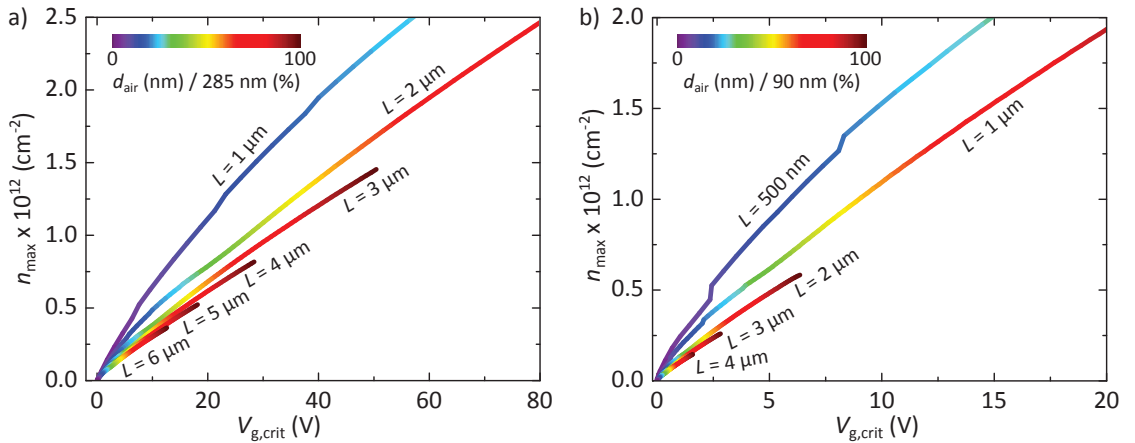 a)
2.5
2.0
1.5
1.0
0.5
0.0
n_max x 10^12 (cm^-2)
0 100
d_air (nm) / 285 nm (%)
L = 1 μm
L = 2 μm
L = 3 μm
L = 4 μm
L = 5 μm
L = 6 μm
0 20 40 60 80
V_g,crit (V)
b)
2.0
1.5
1.0
0.5
0.0
n_max x 10^12 (cm^-2)
0 100
d_air (nm) / 90 nm (%)
L = 500 nm
L = 1 μm
L = 2 μm
L = 3 μm
L = 4 μm
0 5 10 15 20
V_g,crit (V)